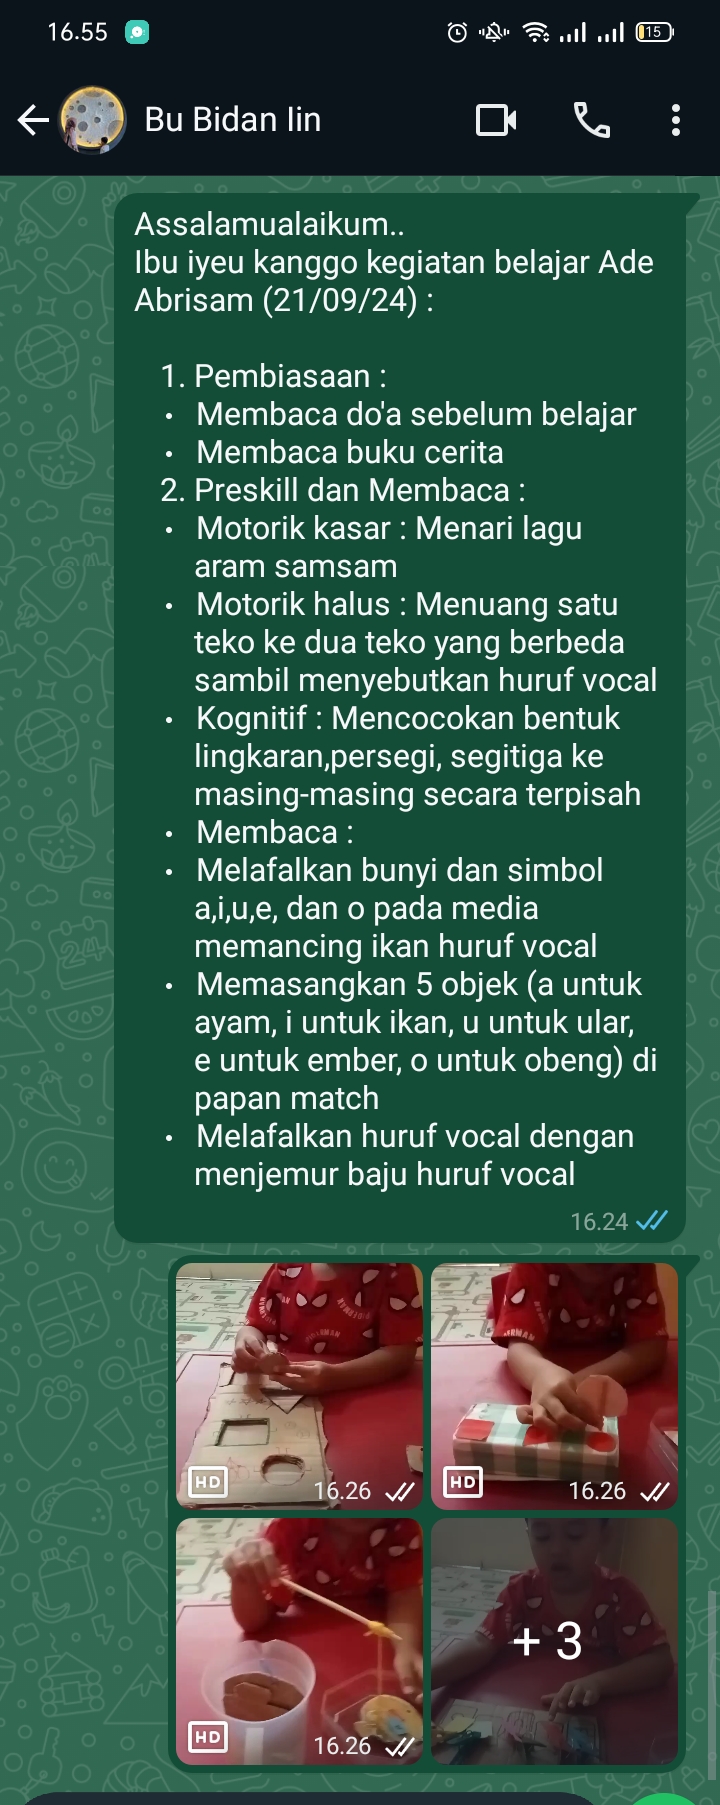 16.55
15
Bu Bidan Iin
Assalamualaikum..
Ibu iyeu kanggo kegiatan belajar Ade
Abrisam (21/09/24) :
1. Pembiasaan :
• Membaca do'a sebelum belajar
• Membaca buku cerita
2. Preskill dan Membaca :
• Motorik kasar : Menari lagu
aram samsam
• Motorik halus : Menuang satu
teko ke dua teko yang berbeda
sambil menyebutkan huruf vocal
• Kognitif : Mencocokan bentuk
lingkaran,persegi, segitiga ke
masing-masing secara terpisah
• Membaca :
• Melafalkan bunyi dan simbol
a,i,u,e, dan o pada media
memancing ikan huruf vocal
• Memasangkan 5 objek (a untuk
ayam, i untuk ikan, u untuk ular,
e untuk ember, o untuk obeng) di
papan match
• Melafalkan huruf vocal dengan
menjemur baju huruf vocal
16.24
HD 16.26
HD 16.26
HD 16.26
+ 3